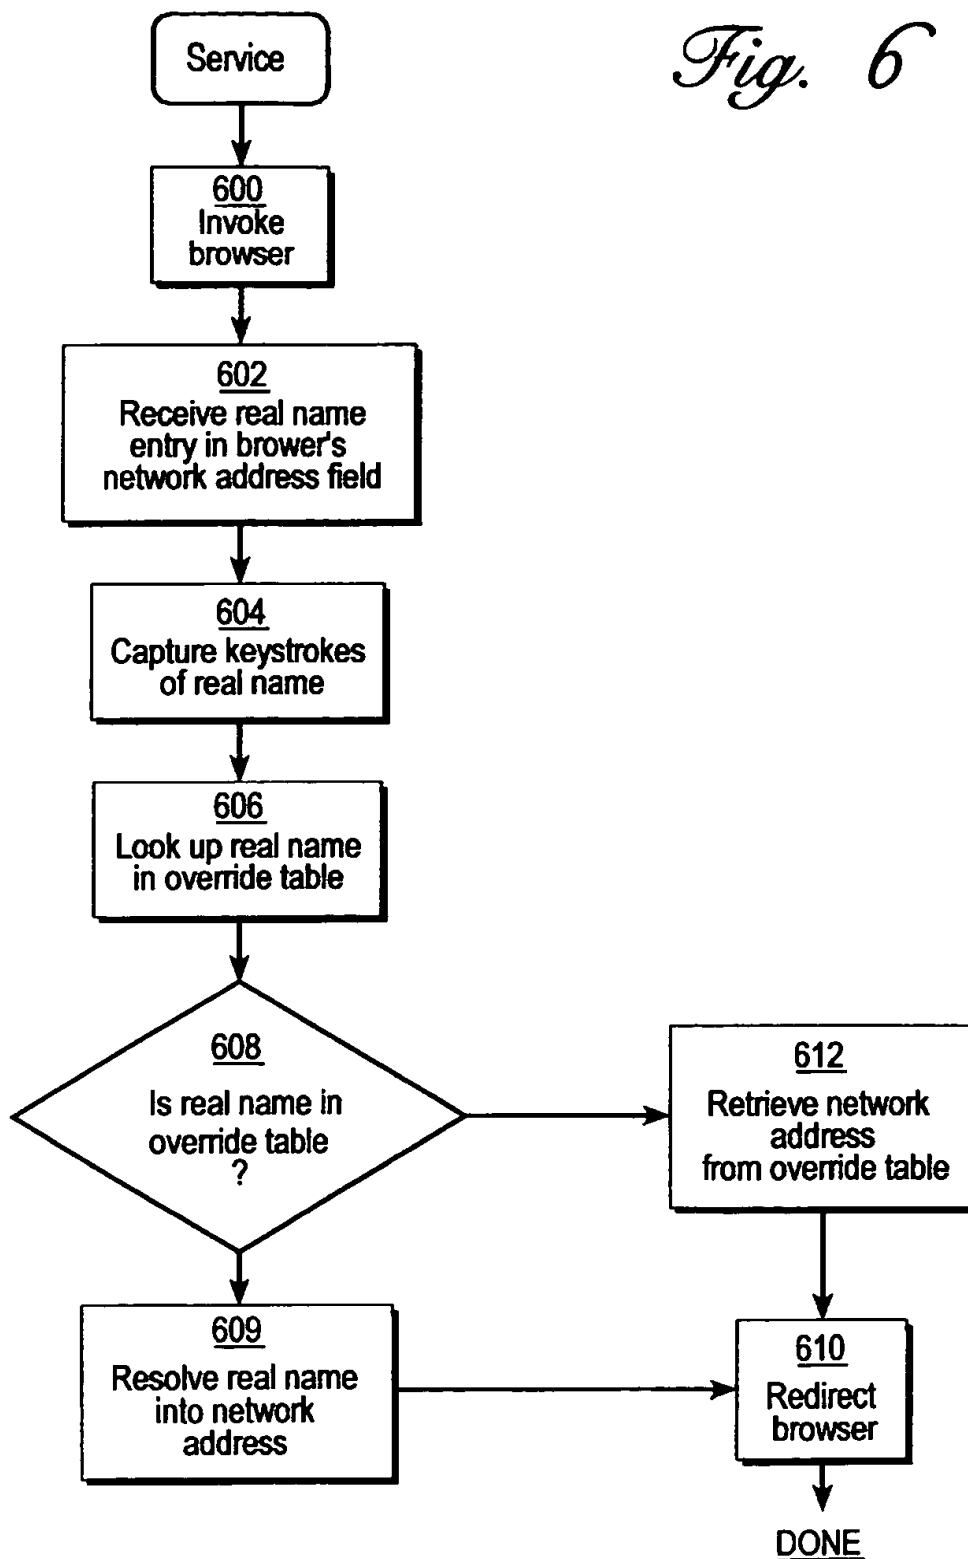 Service
Fig. 6
600
Invoke
browser
602
Receive real name
entry in brower's
network address field
604
Capture keystrokes
of real name
606
Look up real name
in override table
608
Is real name in
override table
?
612
Retrieve network
address
from override table
609
Resolve real name
into network
address
610
Redirect
browser
DONE